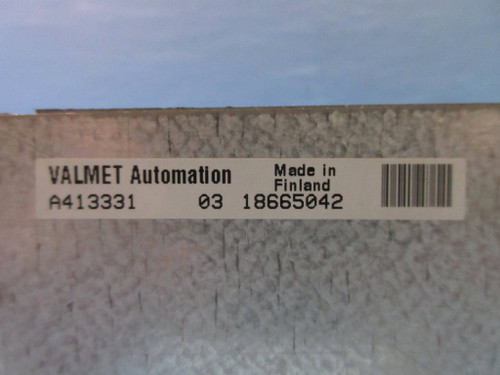 VALMET Automation Made in
Finland
A413331 03 18665042